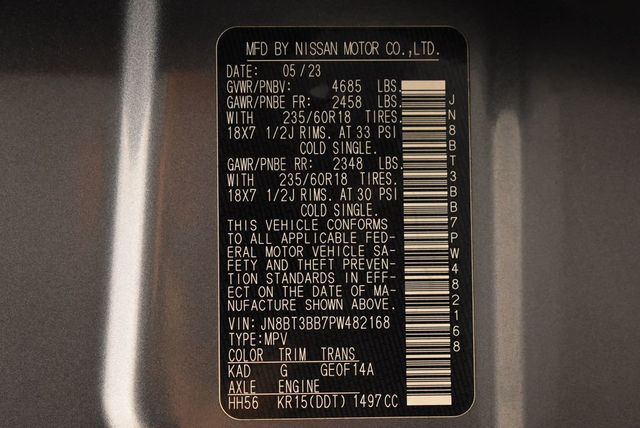 MFD BY NISSAN MOTOR CO.,LTD.
DATE: 05/23
GVWR/PNBV: 4685 LBS.
GAWR/PNBE FR: 2458 LBS.
WITH 235/60R18 TIRES.
18X7 1/2J RIMS. AT 33 PSI
COLD SINGLE.
GAWR/PNBE RR: 2348 LBS.
WITH 235/60R18 TIRES.
18X7 1/2J RIMS. AT 30 PSI
COLD SINGLE.
THIS VEHICLE CONFORMS
TO ALL APPLICABLE FED-
ERAL MOTOR VEHICLE SA-
FETY AND THEFT PREVEN-
TION STANDARDS IN EFF-
ECT ON THE DATE OF MA-
NUFACTURE SHOWN ABOVE.
VIN: JN8BT3BB7PW482168
TYPE:MPV
COLOR TRIM TRANS
KAD G GE0F14A
AXLE ENGINE
HH56 KR15(DDT) 1497CC
JN8BT3BB7PW482168